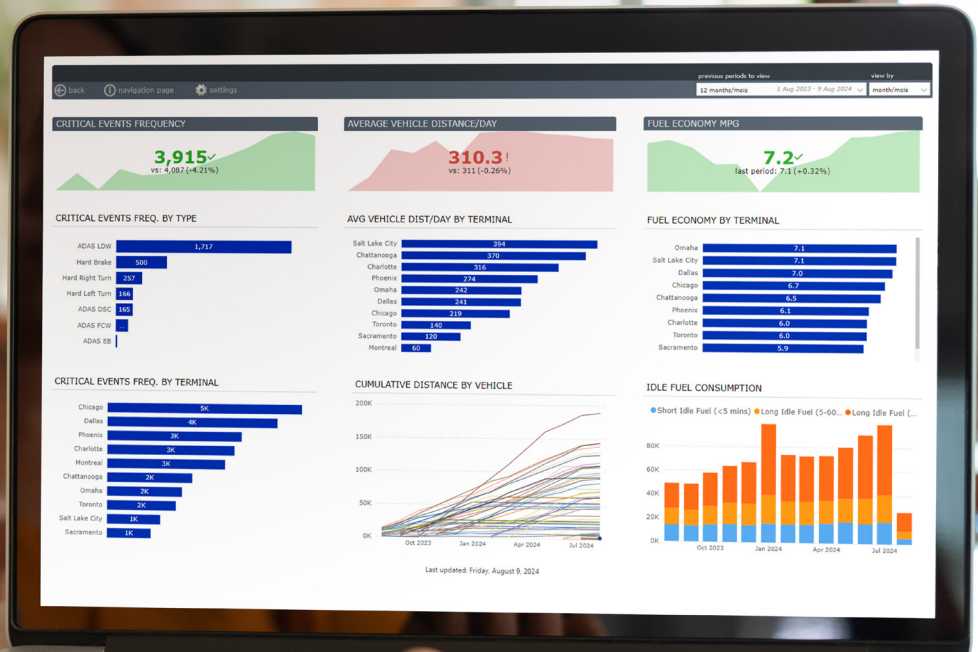 previous periods to view
view by
back
navigation page
settings
12 months/mois
1 Aug 2023 - 9 Aug 2024
month/mois
CRITICAL EVENTS FREQUENCY
3,915
vs: 4,087 (-4.21%)
AVERAGE VEHICLE DISTANCE/DAY
310.3!
vs: 311 (-0.26%)
FUEL ECONOMY MPG
7.2
last period: 7.1 (+0.32%)
CRITICAL EVENTS FREQ. BY TYPE
ADAS LDW 1,717
Hard Brake 500
Hard Right Turn 257
Hard Left Turn 166
ADAS DSC 165
ADAS FCW ...
ADAS EB
AVG VEHICLE DIST/DAY BY TERMINAL
Salt Lake City 394
Chattanooga 370
Charlotte 316
Phoenix 274
Omaha 242
Dallas 241
Chicago 219
Toronto 140
Sacramento 120
Montreal 60
FUEL ECONOMY BY TERMINAL
Omaha 7.1
Salt Lake City 7.1
Dallas 7.0
Chicago 6.7
Chattanooga 6.5
Phoenix 6.1
Charlotte 6.0
Toronto 6.0
Sacramento 5.9
CRITICAL EVENTS FREQ. BY TERMINAL
Chicago 5K
Dallas 4K
Phoenix 3K
Charlotte 3K
Montreal 3K
Chattanooga 2K
Omaha 2K
Toronto 2K
Salt Lake City 1K
Sacramento 1K
CUMULATIVE DISTANCE BY VEHICLE
200K
150K
100K
50K
0K
Oct 2023 Jan 2024 Apr 2024 Jul 2024
IDLE FUEL CONSUMPTION
Short Idle Fuel (<5 mins) Long Idle Fuel (5-60... Long Idle Fuel (...
80K
60K
40K
20K
0K
Oct 2023 Jan 2024 Apr 2024 Jul 2024
Last updated: Friday, August 9, 2024